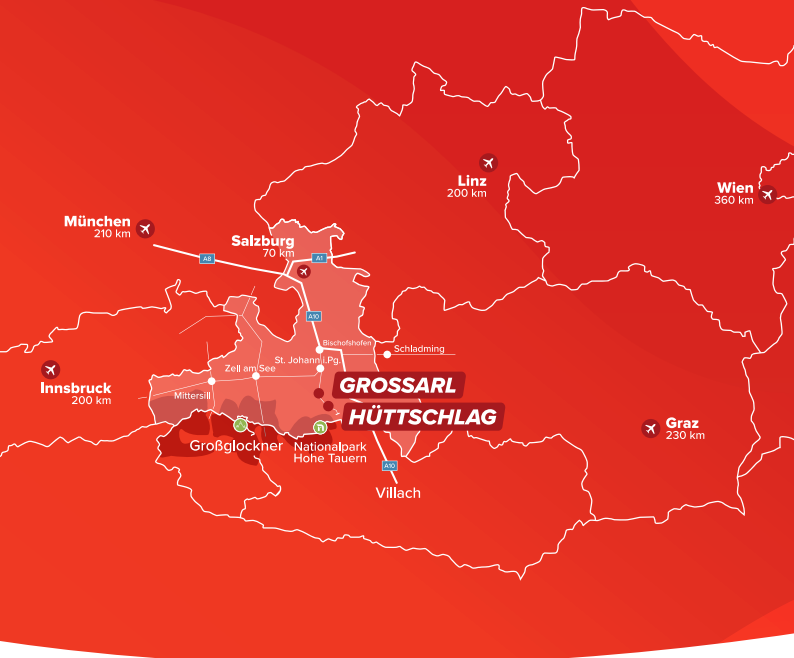 Linz
200 km
Wien
360 km
München
210 km
Salzburg
70 km
A8
A1
A10
Bischofshofen
Schladming
St. Johann i.Pg.
Zell am See
Mittersill
Innsbruck
200 km
GROSSARL
HÜTTSCHLAG
Graz
230 km
Großglockner
Nationalpark
Hohe Tauern
A10
Villach